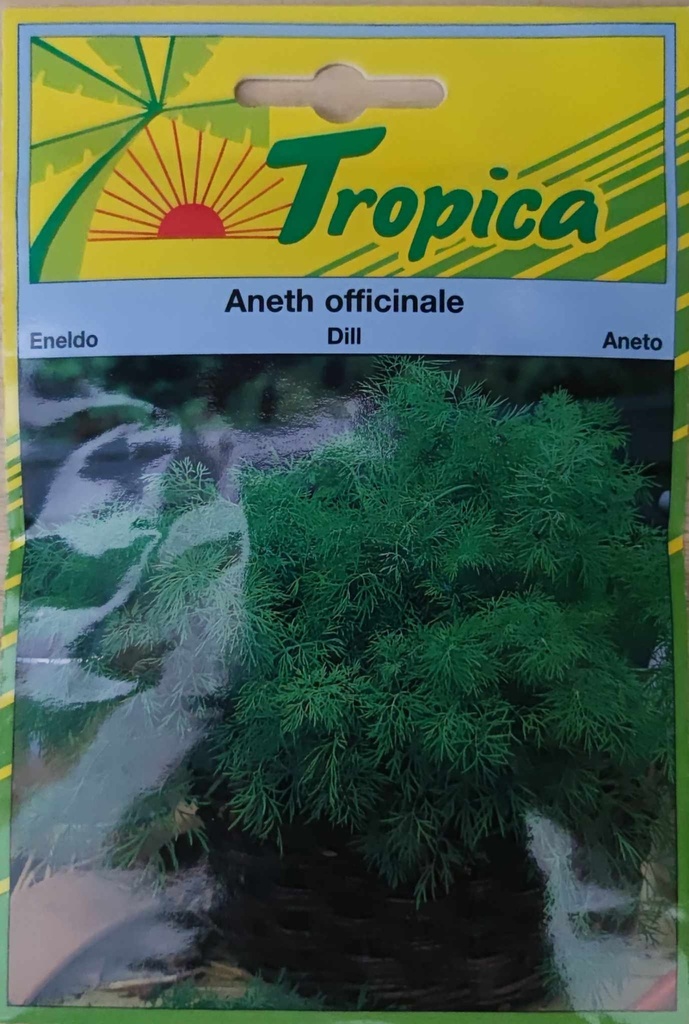 Tropica
Aneth officinale
Eneldo Dill Aneto